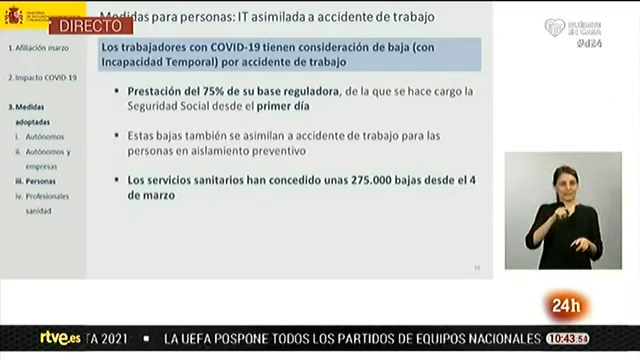 DIRECTO
Medidas para personas: IT asimilada a accidente de trabajo
#d24
Los trabajadores con COVID-19 tienen consideración de baja (con
Incapacidad Temporal) por accidente de trabajo
1. Afiliación marzo
2. Impacto COVID-19
3. Medidas
adoptadas
i. Autónomos
ii. Autónomos y
empresas
iii. Personas
iv. Profesionales
sanidad
Prestación del 75% de su base reguladora, de la que se hace cargo la
Seguridad Social desde el primer día
Estas bajas también se asimilan a accidente de trabajo para las
personas en aislamiento preventivo
Los servicios sanitarios han concedido unas 275.000 bajas desde el 4
de marzo
24h
rtve.es TA 2021 LA UEFA POSPONE TODOS LOS PARTIDOS DE EQUIPOS NACIONALES 10:43:54